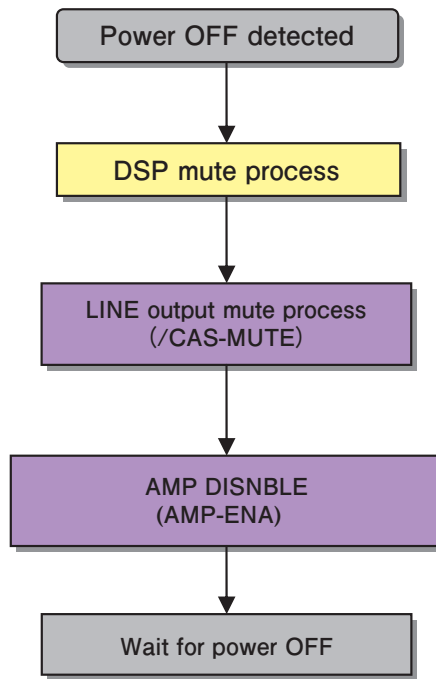 Power OFF detected
DSP mute process
LINE output mute process
(/CAS-MUTE)
AMP DISNBLE
(AMP-ENA)
Wait for power OFF